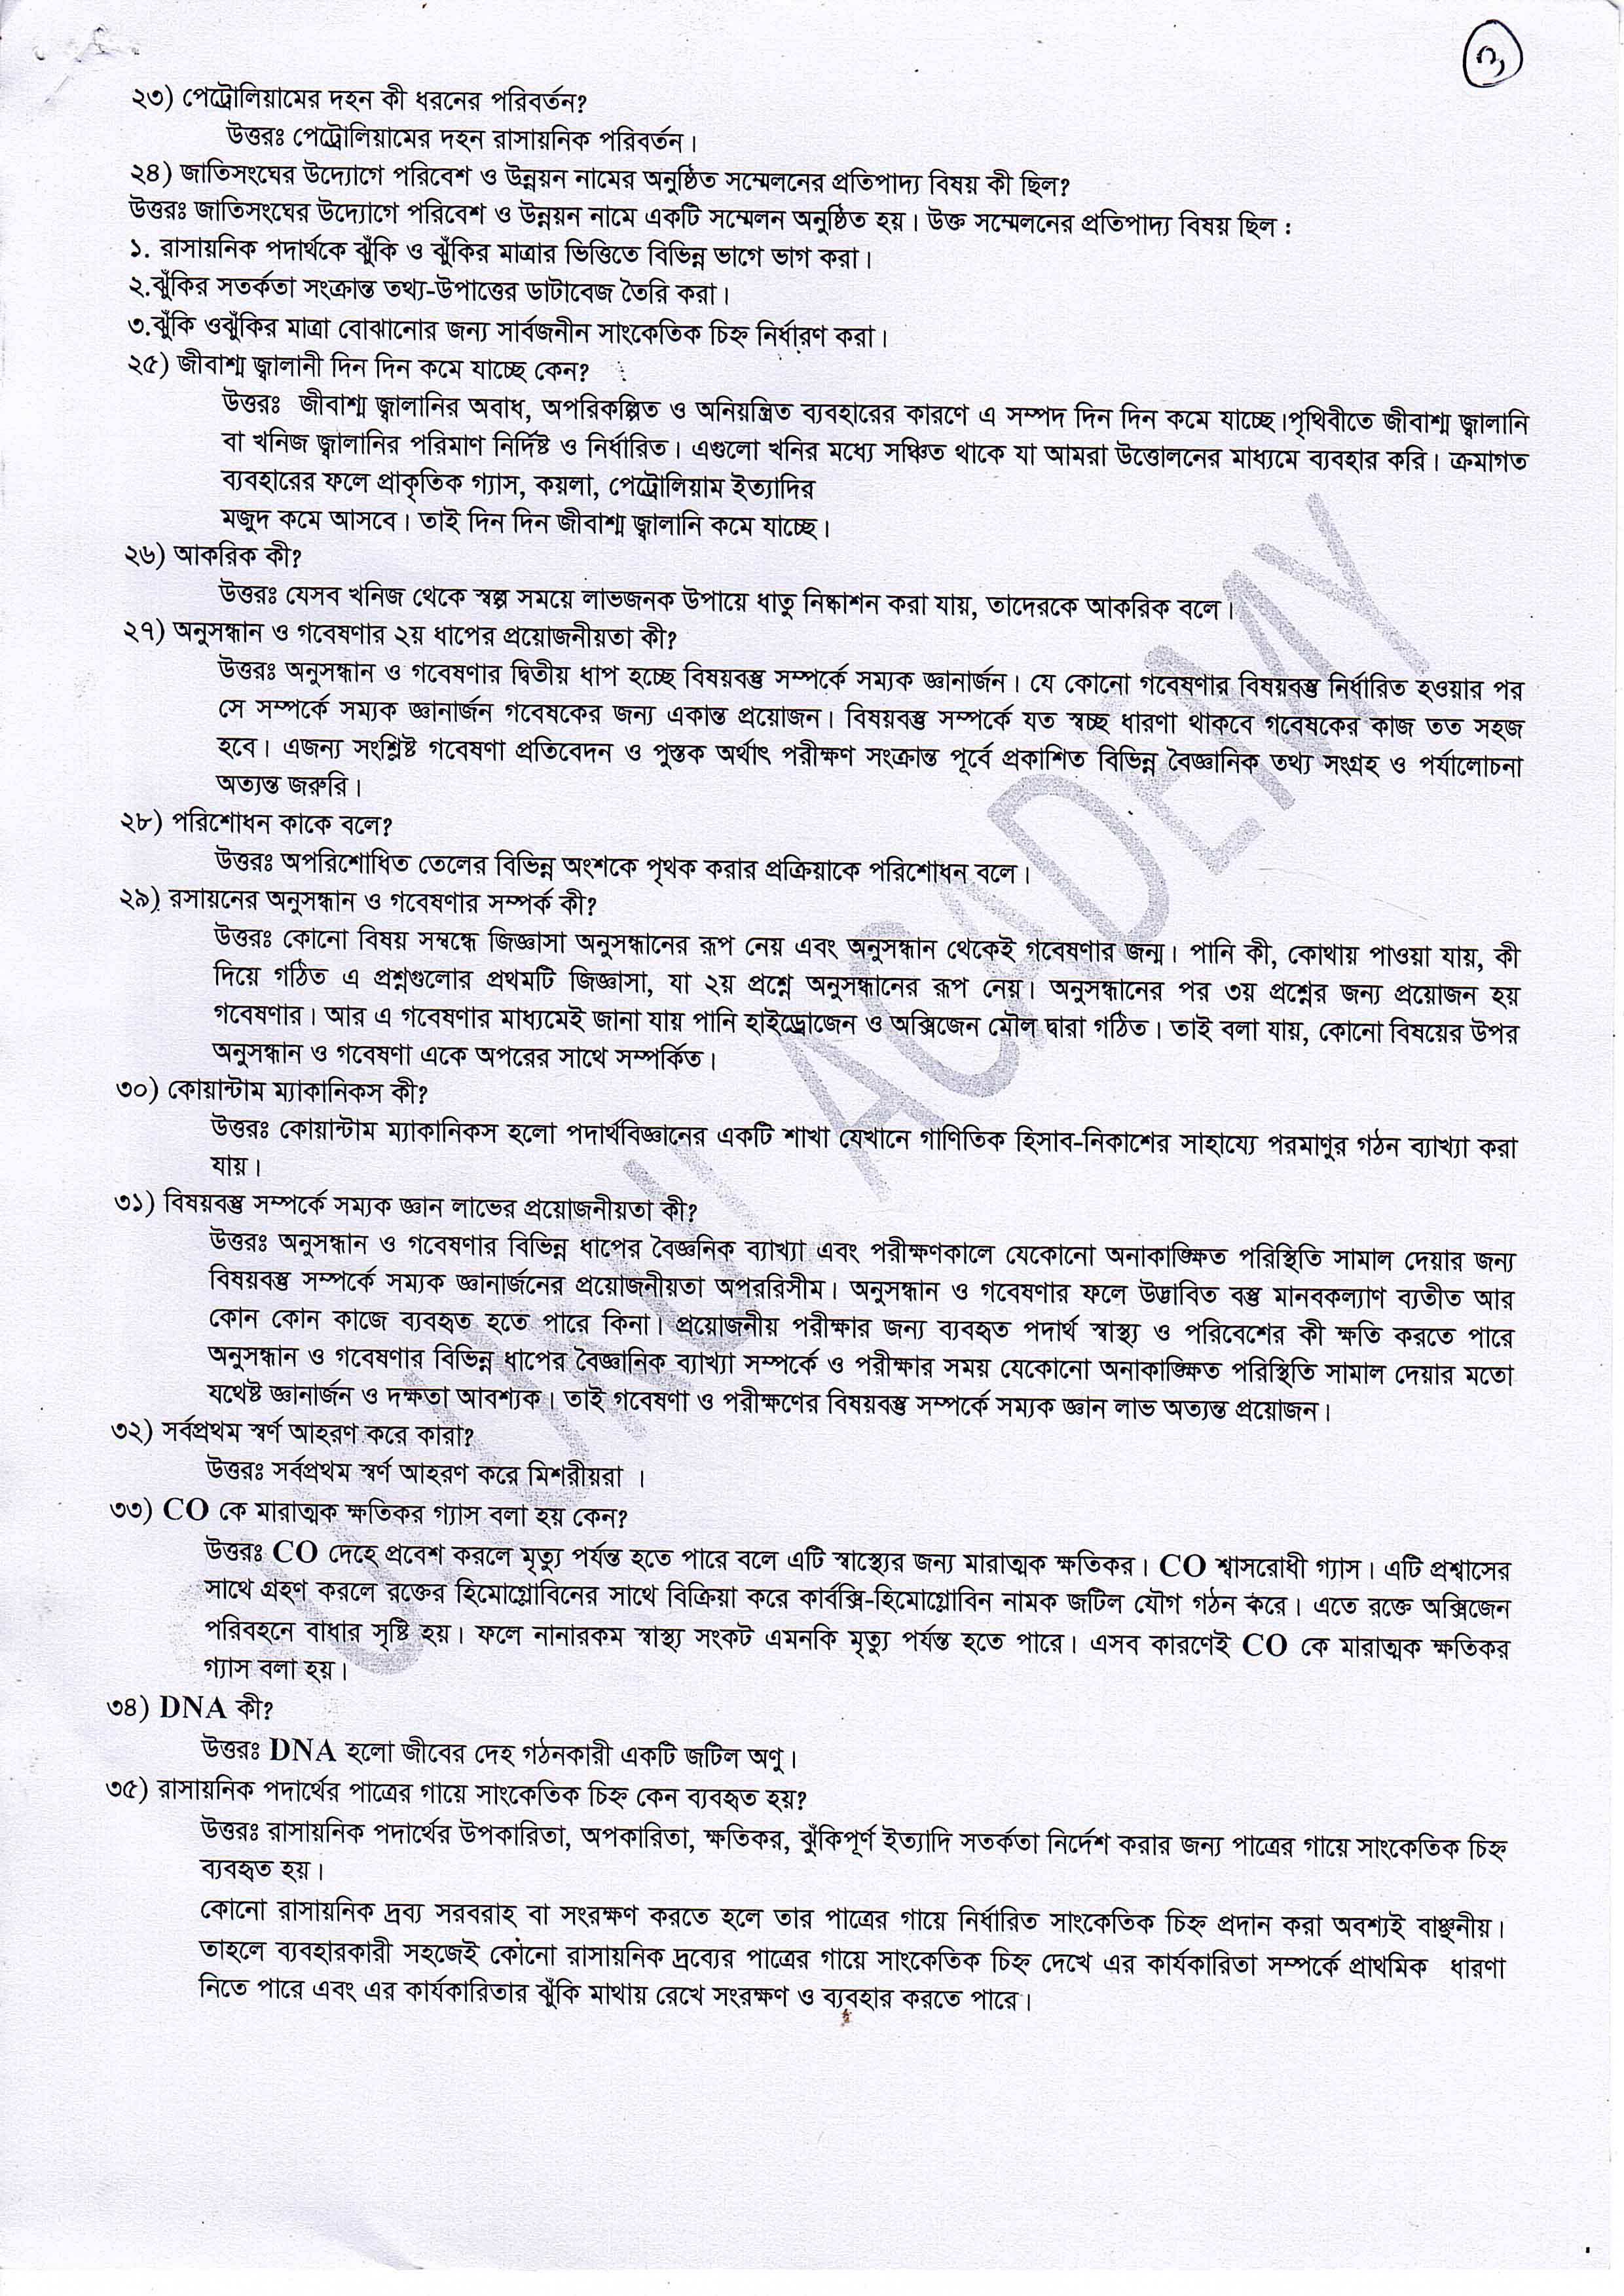 ৩
২৩) পেট্রোলিয়ামের দহন কী ধরনের পরিবর্তন?
উত্তরঃ পেট্রোলিয়ামের দহন রাসায়নিক পরিবর্তন।
২৪) জাতিসংঘের উদ্যোগে পরিবেশ ও উন্নয়ন নামের অনুষ্ঠিত সম্মেলনের প্রতিপাদ্য বিষয় কী ছিল?
উত্তরঃ জাতিসংঘের উদ্যোগে পরিবেশ ও উন্নয়ন নামে একটি সম্মেলন অনুষ্ঠিত হয়। উক্ত সম্মেলনের প্রতিপাদ্য বিষয় ছিল :
১. রাসায়নিক পদার্থকে ঝুঁকি ও ঝুঁকির মাত্রার ভিত্তিতে বিভিন্ন ভাগে ভাগ করা।
২.ঝুঁকির সতর্কতা সংক্রান্ত তথ্য-উপাত্তের ডাটাবেজ তৈরি করা।
৩.ঝুঁকি ওঝুঁকির মাত্রা বোঝানোর জন্য সার্বজনীন সাংকেতিক চিহ্ন নির্ধারণ করা।
২৫) জীবাশ্ম জ্বালানী দিন দিন কমে যাচ্ছে কেন?
উত্তরঃ জীবাশ্ম জ্বালানির অবাধ, অপরিকল্পিত ও অনিয়ন্ত্রিত ব্যবহারের কারণে এ সম্পদ দিন দিন কমে যাচ্ছে।পৃথিবীতে জীবাশ্ম জ্বালানি
বা খনিজ জ্বালানির পরিমাণ নির্দিষ্ট ও নির্ধারিত। এগুলো খনির মধ্যে সঞ্চিত থাকে যা আমরা উত্তোলনের মাধ্যমে ব্যবহার করি। ক্রমাগত
ব্যবহারের ফলে প্রাকৃতিক গ্যাস, কয়লা, পেট্রোলিয়াম ইত্যাদির
মজুদ কমে আসবে। তাই দিন দিন জীবাশ্ম জ্বালানি কমে যাচ্ছে।
২৬) আকরিক কী?
উত্তরঃ যেসব খনিজ থেকে স্বল্প সময়ে লাভজনক উপায়ে ধাতু নিষ্কাশন করা যায়, তাদেরকে আকরিক বলে।
২৭) অনুসন্ধান ও গবেষণার ২য় ধাপের প্রয়োজনীয়তা কী?
উত্তরঃ অনুসন্ধান ও গবেষণার দ্বিতীয় ধাপ হচ্ছে বিষয়বস্তু সম্পর্কে সম্যক জ্ঞানার্জন। যে কোনো গবেষণার বিষয়বস্তু নির্ধারিত হওয়ার পর
সে সম্পর্কে সম্যক জ্ঞানার্জন গবেষকের জন্য একান্ত প্রয়োজন। বিষয়বস্তু সম্পর্কে যত স্বচ্ছ ধারণা থাকবে গবেষকের কাজ তত সহজ
হবে। এজন্য সংশ্লিষ্ট গবেষণা প্রতিবেদন ও পুস্তক অর্থাৎ পরীক্ষণ সংক্রান্ত পূর্বে প্রকাশিত বিভিন্ন বৈজ্ঞানিক তথ্য সংগ্রহ ও পর্যালোচনা
অত্যন্ত জরুরি।
২৮) পরিশোধন কাকে বলে?
উত্তরঃ অপরিশোধিত তেলের বিভিন্ন অংশকে পৃথক করার প্রক্রিয়াকে পরিশোধন বলে।
২৯) রসায়নের অনুসন্ধান ও গবেষণার সম্পর্ক কী?
উত্তরঃ কোনো বিষয় সম্বন্ধে জিজ্ঞাসা অনুসন্ধানের রূপ নেয় এবং অনুসন্ধান থেকেই গবেষণার জন্ম। পানি কী, কোথায় পাওয়া যায়, কী
দিয়ে গঠিত এ প্রশ্নগুলোর প্রথমটি জিজ্ঞাসা, যা ২য় প্রশ্নে অনুসন্ধানের রূপ নেয়। অনুসন্ধানের পর ৩য় প্রশ্নের জন্য প্রয়োজন হয়
গবেষণার। আর এ গবেষণার মাধ্যমেই জানা যায় পানি হাইড্রোজেন ও অক্সিজেন মৌল দ্বারা গঠিত। তাই বলা যায়, কোনো বিষয়ের উপর
অনুসন্ধান ও গবেষণা একে অপরের সাথে সম্পর্কিত।
৩০) কোয়ান্টাম ম্যাকানিকস কী?
উত্তরঃ কোয়ান্টাম ম্যাকানিকস হলো পদার্থবিজ্ঞানের একটি শাখা যেখানে গাণিতিক হিসাব-নিকাশের সাহায্যে পরমাণুর গঠন ব্যাখ্যা করা
যায়।
৩১) বিষয়বস্তু সম্পর্কে সম্যক জ্ঞান লাভের প্রয়োজনীয়তা কী?
উত্তরঃ অনুসন্ধান ও গবেষণার বিভিন্ন ধাপের বৈজ্ঞনিক ব্যাখ্যা এবং পরীক্ষণকালে যেকোনো অনাকাঙ্ক্ষিত পরিস্থিতি সামাল দেয়ার জন্য
বিষয়বস্তু সম্পর্কে সম্যক জ্ঞানার্জনের প্রয়োজনীয়তা অপররিসীম। অনুসন্ধান ও গবেষণার ফলে উদ্ভাবিত বস্তু মানবকল্যাণ ব্যতীত আর
কোন কোন কাজে ব্যবহৃত হতে পারে কিনা। প্রয়োজনীয় পরীক্ষার জন্য ব্যবহৃত পদার্থ স্বাস্থ্য ও পরিবেশের কী ক্ষতি করতে পারে
অনুসন্ধান ও গবেষণার বিভিন্ন ধাপের বৈজ্ঞানিক ব্যাখ্যা সম্পর্কে ও পরীক্ষার সময় যেকোনো অনাকাঙ্ক্ষিত পরিস্থিতি সামাল দেয়ার মতো
যথেষ্ট জ্ঞানার্জন ও দক্ষতা আবশ্যক। তাই গবেষণা ও পরীক্ষণের বিষয়বস্তু সম্পর্কে সম্যক জ্ঞান লাভ অত্যন্ত প্রয়োজন।
৩২) সর্বপ্রথম স্বর্ণ আহরণ করে কারা?
উত্তরঃ সর্বপ্রথম স্বর্ণ আহরণ করে মিশরীয়রা ।
৩৩) CO কে মারাত্মক ক্ষতিকর গ্যাস বলা হয় কেন?
উত্তরঃ CO দেহে প্রবেশ করলে মৃত্যু পর্যন্ত হতে পারে বলে এটি স্বাস্থ্যের জন্য মারাত্মক ক্ষতিকর। CO শ্বাসরোধী গ্যাস। এটি প্রশ্বাসের
সাথে গ্রহণ করলে রক্তের হিমোগ্লোবিনের সাথে বিক্রিয়া করে কার্বক্সি-হিমোগ্লোবিন নামক জটিল যৌগ গঠন করে। এতে রক্তে অক্সিজেন
পরিবহনে বাধার সৃষ্টি হয়। ফলে নানারকম স্বাস্থ্য সংকট এমনকি মৃত্যু পর্যন্ত হতে পারে। এসব কারণেই CO কে মারাত্মক ক্ষতিকর
গ্যাস বলা হয়।
৩৪) DNA কী?
উত্তরঃ DNA হলো জীবের দেহ গঠনকারী একটি জটিল অণু।
৩৫) রাসায়নিক পদার্থের পাত্রের গায়ে সাংকেতিক চিহ্ন কেন ব্যবহৃত হয়?
উত্তরঃ রাসায়নিক পদার্থের উপকারিতা, অপকারিতা, ক্ষতিকর, ঝুঁকিপূর্ণ ইত্যাদি সতর্কতা নির্দেশ করার জন্য পাত্রের গায়ে সাংকেতিক চিহ্ন
ব্যবহৃত হয়।
কোনো রাসায়নিক দ্রব্য সরবরাহ বা সংরক্ষণ করতে হলে তার পাত্রের গায়ে নির্ধারিত সাংকেতিক চিহ্ন প্রদান করা অবশ্যই বাঞ্ছনীয়।
তাহলে ব্যবহারকারী সহজেই কোনো রাসায়নিক দ্রব্যের পাত্রের গায়ে সাংকেতিক চিহ্ন দেখে এর কার্যকারিতা সম্পর্কে প্রাথমিক ধারণা
নিতে পারে এবং এর কার্যকারিতার ঝুঁকি মাথায় রেখে সংরক্ষণ ও ব্যবহার করতে পারে।
ACADEMY